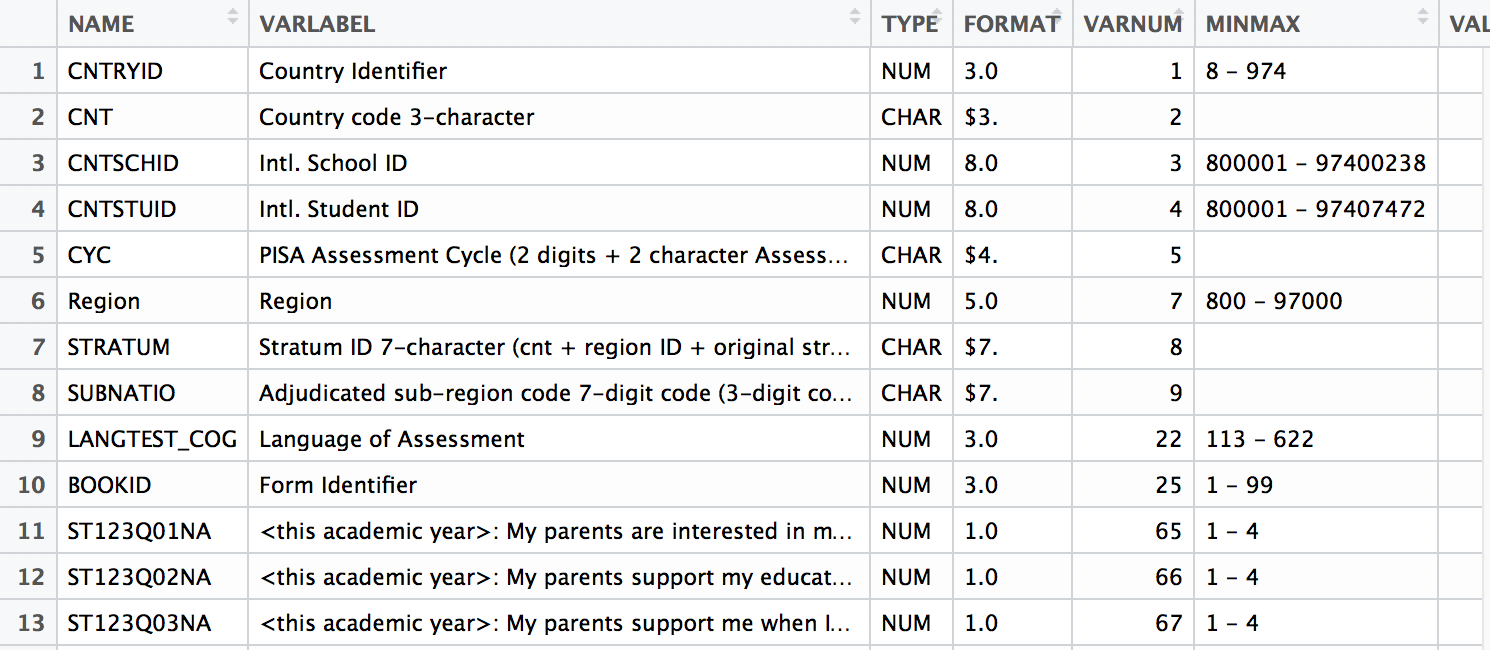 NAME VARLABEL TYPE FORMAT VARNUM MINMAX VAL
1 CNTRYID Country Identifier NUM 3.0 1 8 – 974
2 CNT Country code 3-character CHAR $3. 2
3 CNTSCHID Intl. School ID NUM 8.0 3 800001 – 97400238
4 CNTSTUID Intl. Student ID NUM 8.0 4 800001 – 97407472
5 CYC PISA Assessment Cycle (2 digits + 2 character Assess... CHAR $4. 5
6 Region Region NUM 5.0 7 800 – 97000
7 STRATUM Stratum ID 7-character (cnt + region ID + original str... CHAR $7. 8
8 SUBNATIO Adjudicated sub-region code 7-digit code (3-digit co... CHAR $7. 9
9 LANGTEST_COG Language of Assessment NUM 3.0 22 113 – 622
10 BOOKID Form Identifier NUM 3.0 25 1 – 99
11 ST123Q01NA <this academic year>: My parents are interested in m... NUM 1.0 65 1 – 4
12 ST123Q02NA <this academic year>: My parents support my educat... NUM 1.0 66 1 – 4
13 ST123Q03NA <this academic year>: My parents support me when I... NUM 1.0 67 1 – 4